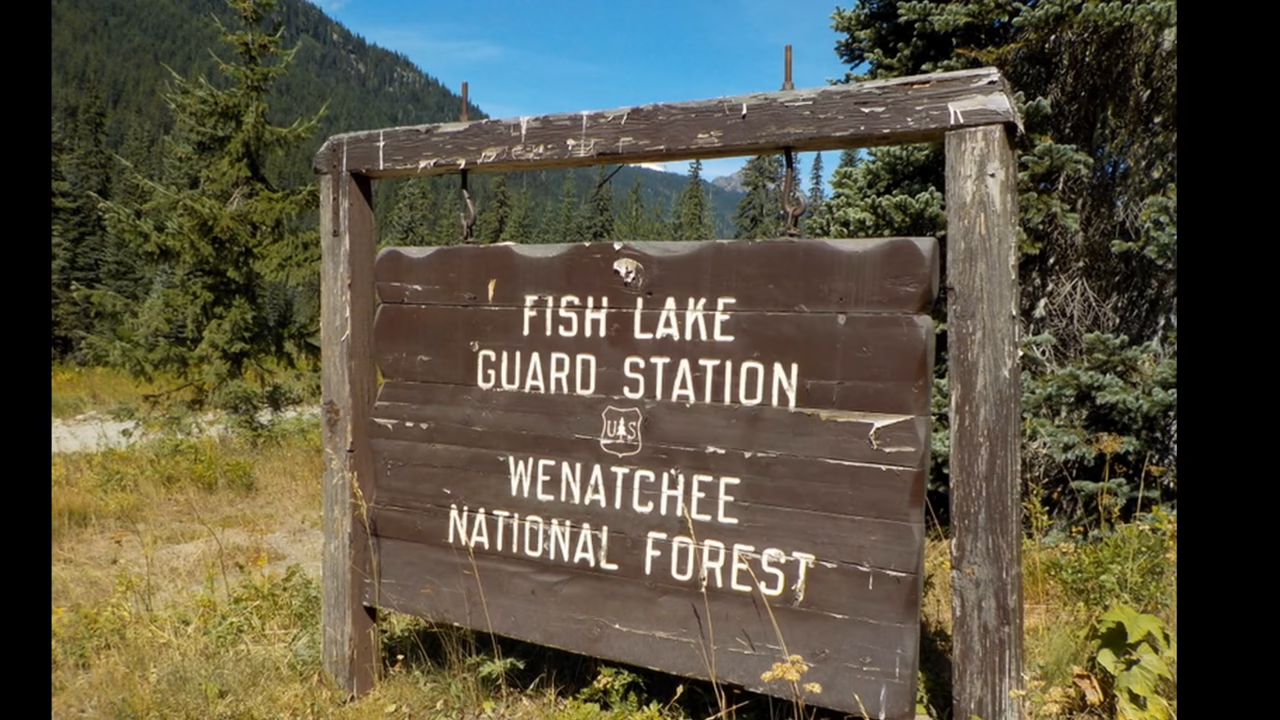 FISH LAKE
GUARD STATION
US
WENATCHEE
NATIONAL FOREST